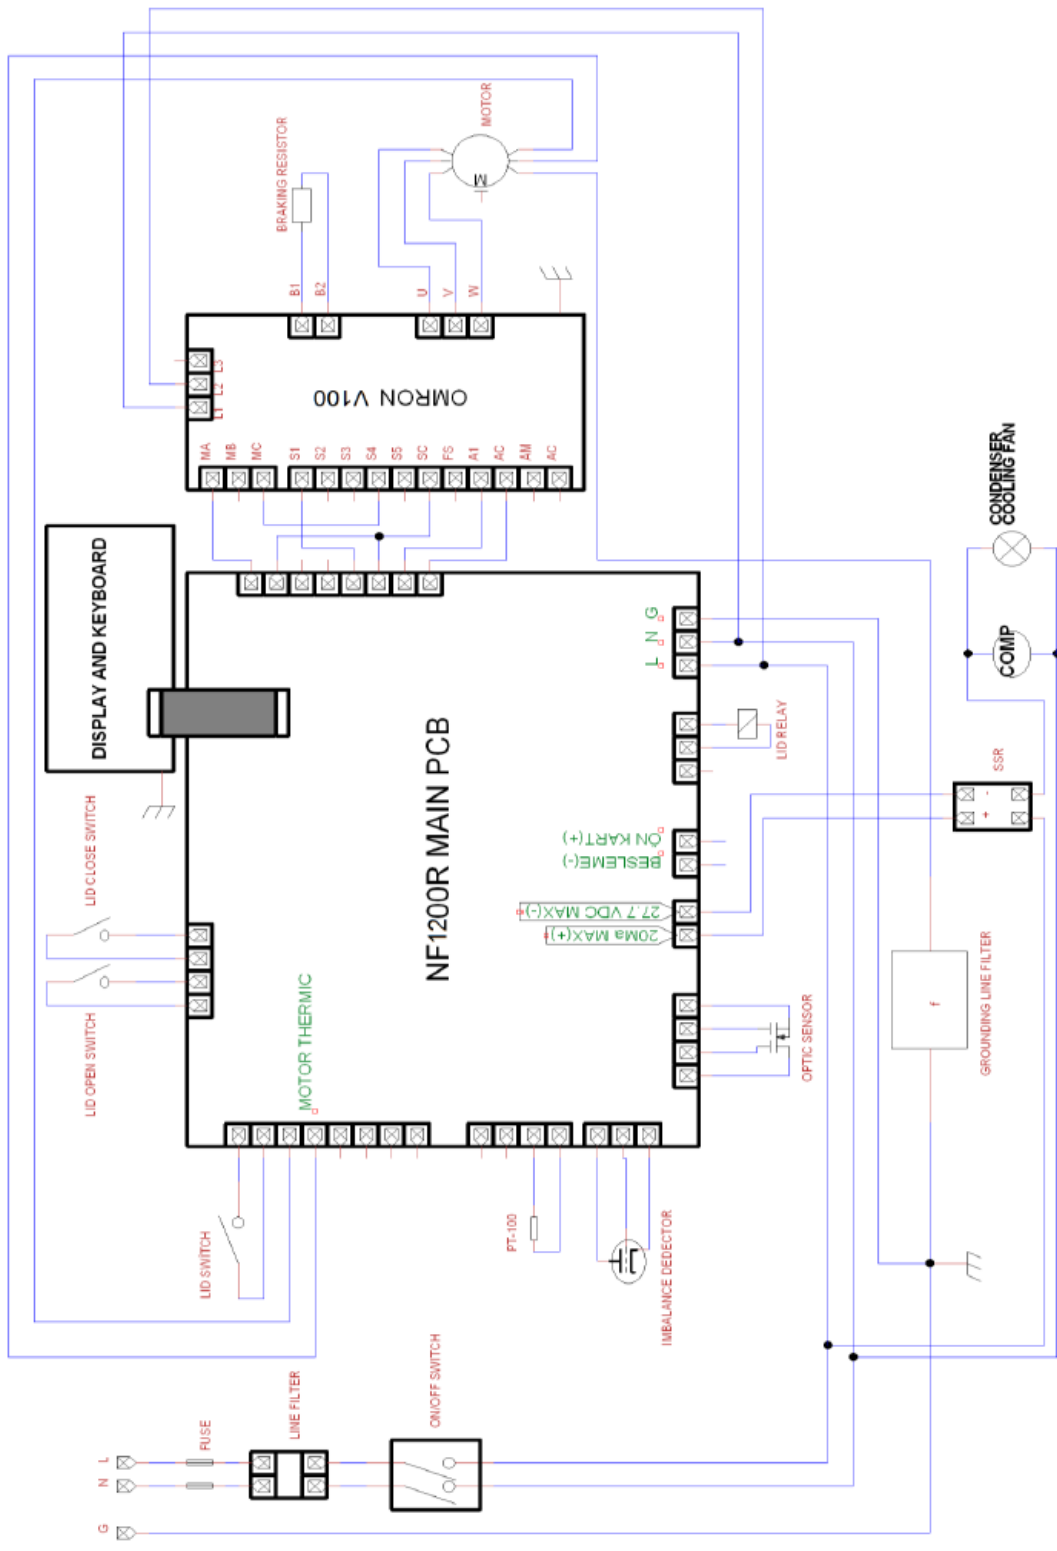 MOTOR
BRAKING RESISTOR
M
B1
B2
U
V
W
L1
L2
L3
OMRON V100
MA
MB
MC
S1
S2
S3
S4
S5
SC
FS
A1
AC
AM
AC
DISPLAY AND KEYBOARD
CONDENSER
COOLING FAN
COMP
L N G
LID RELAY
SSR
- +
NF1200R MAIN PCB
ÖN KART(+)
BESLEME(-)
27.7 VDC MAX(-)
20Ma MAX(+)
LID CLOSE SWITCH
LID OPEN SWITCH
MOTOR THERMIC
OPTIC SENSOR
f
GROUNDING LINE FILTER
LID SWITCH
PT-100
IMBALANCE DEDECTOR
ON/OFF SWITCH
LINE FILTER
FUSE
L
N
G